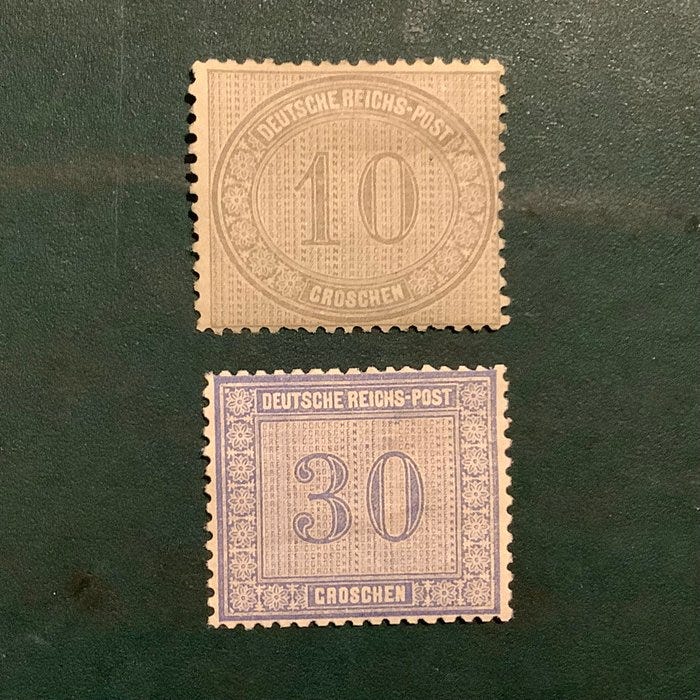 DEUTSCHE REICHS-POST
10
GROSCHEN
DEUTSCHE REICHS-POST
30
GROSCHEN